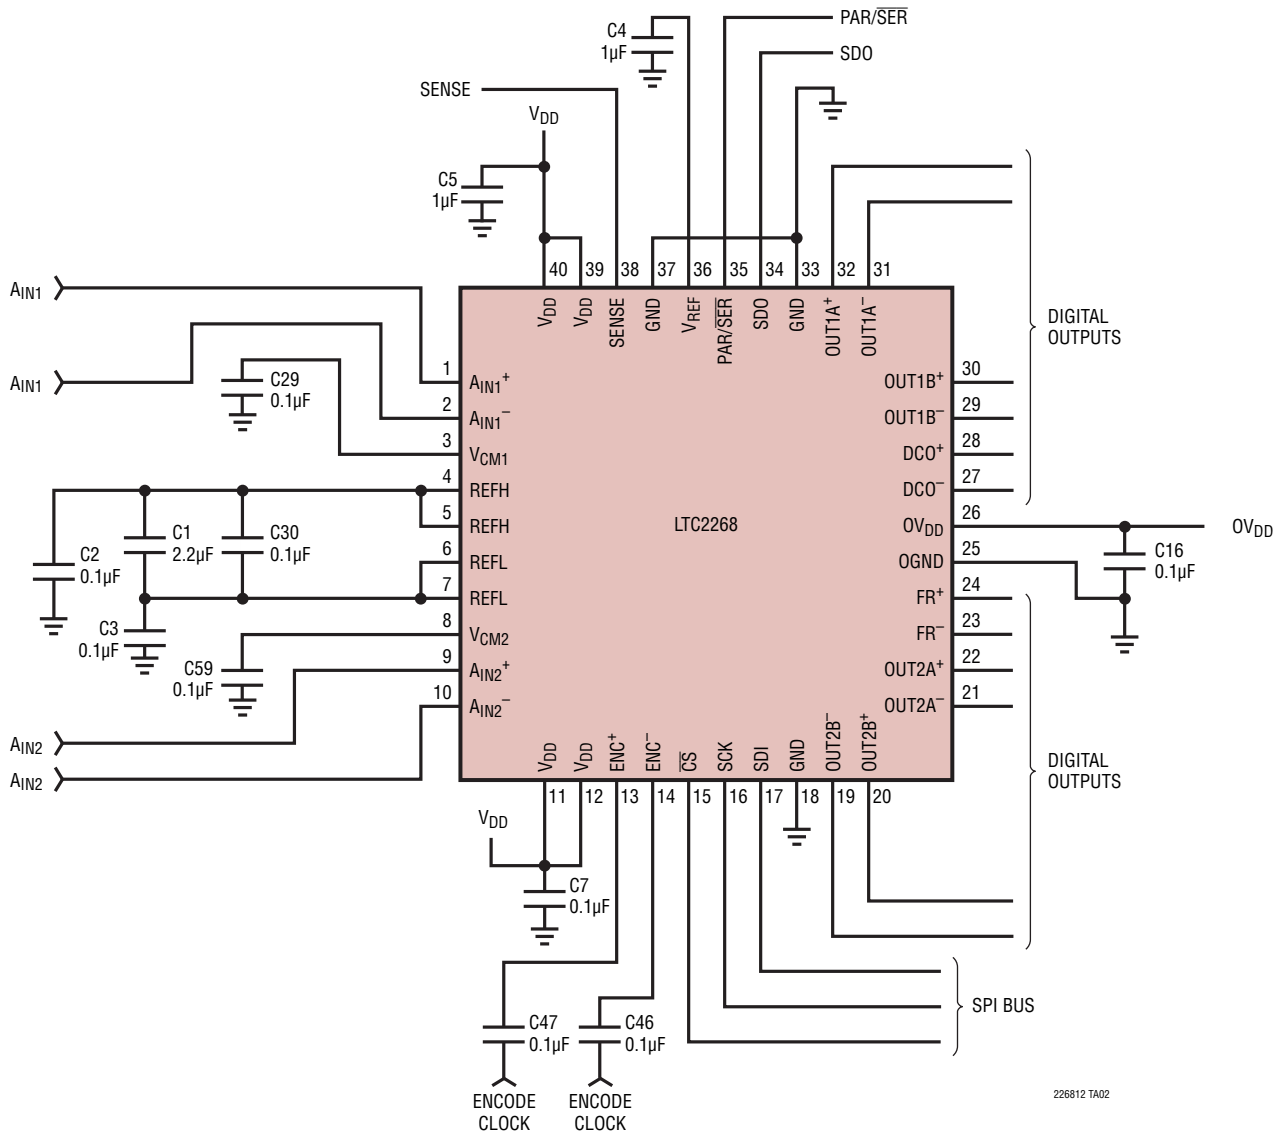 C4
1µF
PAR/SER
SDO
SENSE
VDD
C5
1µF
40 39 38 37 36 35 34 33 32 31
VDD VDD SENSE GND VREF PAR/SER SDO GND OUT1A+ OUT1A–
AIN1
AIN1
C29
0.1µF
1 AIN1+
2 AIN1–
3 VCM1
4 REFH
5 REFH
6 REFL
7 REFL
8 VCM2
9 AIN2+
10 AIN2–
C2
0.1µF
C1
2.2µF
C30
0.1µF
C3
0.1µF
C59
0.1µF
AIN2
AIN2
LTC2268
DIGITAL
OUTPUTS
OUT1B+ 30
OUT1B– 29
DCO+ 28
DCO– 27
OVDD 26
OGND 25
FR+ 24
FR– 23
OUT2A+ 22
OUT2A– 21
OVDD
C16
0.1µF
DIGITAL
OUTPUTS
VDD VDD ENC+ ENC– CS SCK SDI GND OUT2B– OUT2B+
11 12 13 14 15 16 17 18 19 20
VDD
C7
0.1µF
C47
0.1µF
C46
0.1µF
SPI BUS
ENCODE
CLOCK
ENCODE
CLOCK
226812 TA02